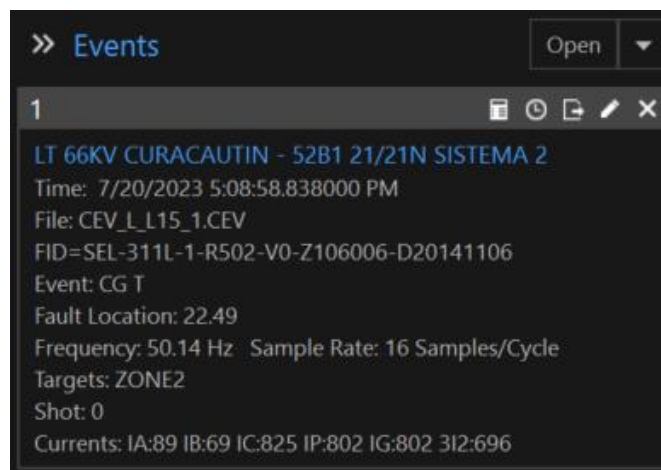 » Events
Open
1
LT 66KV CURACAUTIN - 52B1 21/21N SISTEMA 2
Time: 7/20/2023 5:08:58.838000 PM
File: CEV_L_L15_1.CEV
FID=SEL-311L-1-R502-V0-Z106006-D20141106
Event: CG T
Fault Location: 22.49
Frequency: 50.14 Hz Sample Rate: 16 Samples/Cycle
Targets: ZONE2
Shot: 0
Currents: IA:89 IB:69 IC:825 IP:802 IG:802 3I2:696